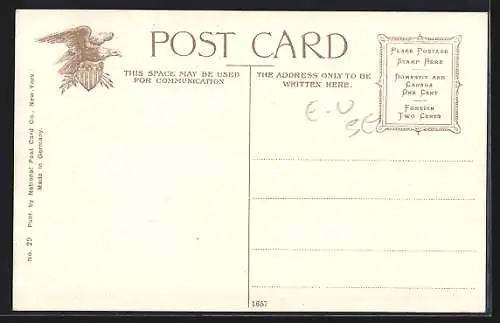 POST CARD
THIS SPACE MAY BE USED
FOR COMMUNICATION
THE ADDRESS ONLY TO BE
WRITTEN HERE.
PLACE POSTAGE
STAMP HERE
DOMESTIC AND
CANADA
ONE CENT
FOREIGN
TWO CENTS
E-U
no. 29 Publ. by National Post Card Co., New-York.
Made in Germany.
1657